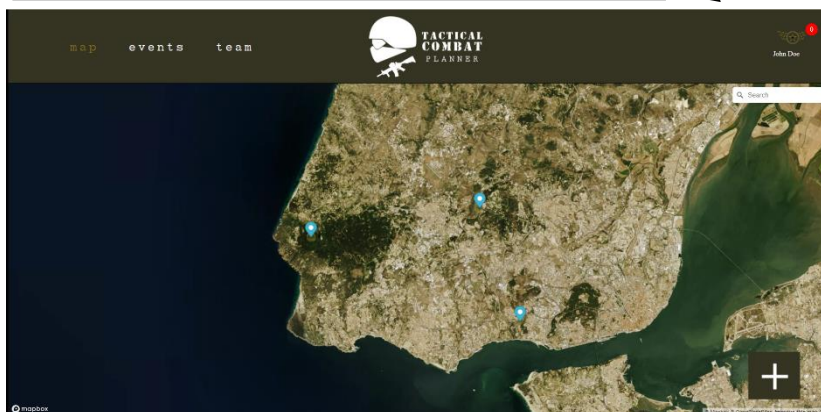 map events team
TACTICAL
COMBAT
PLANNER
0
John Doe
Search
mapbox